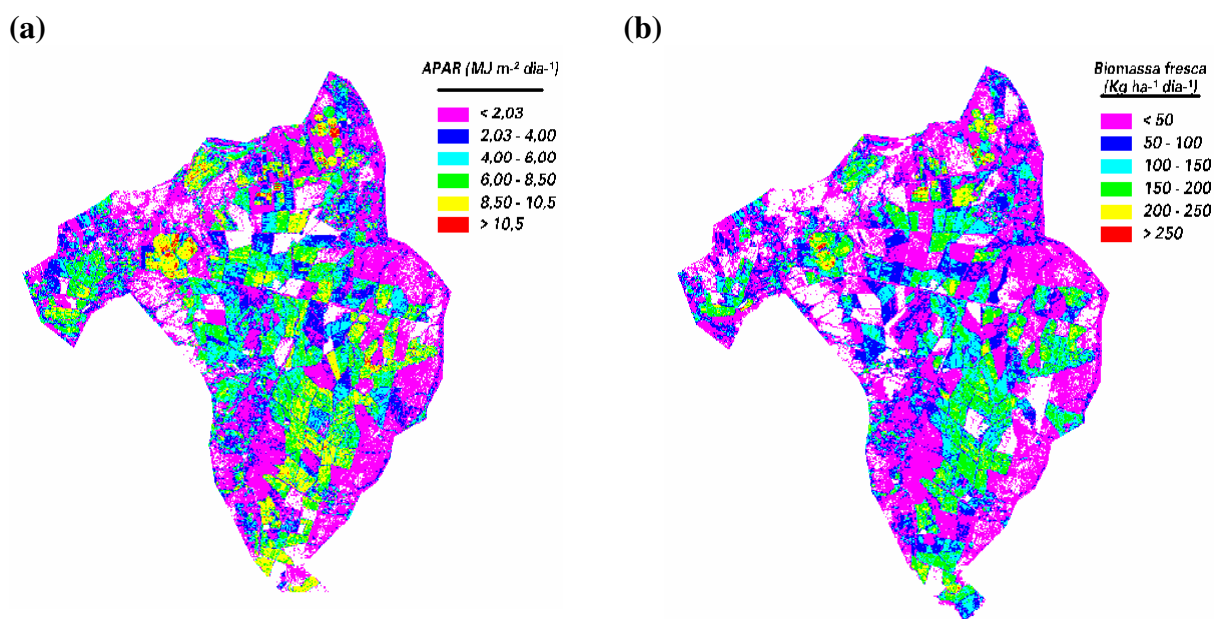 (a)
APAR (MJ m-² dia-¹)
< 2,03
2,03 - 4,00
4,00 - 6,00
6,00 - 8,50
8,50 - 10,5
> 10,5
(b)
Biomassa fresca
(Kg ha-¹ dia-¹)
< 50
50 - 100
100 - 150
150 - 200
200 - 250
> 250